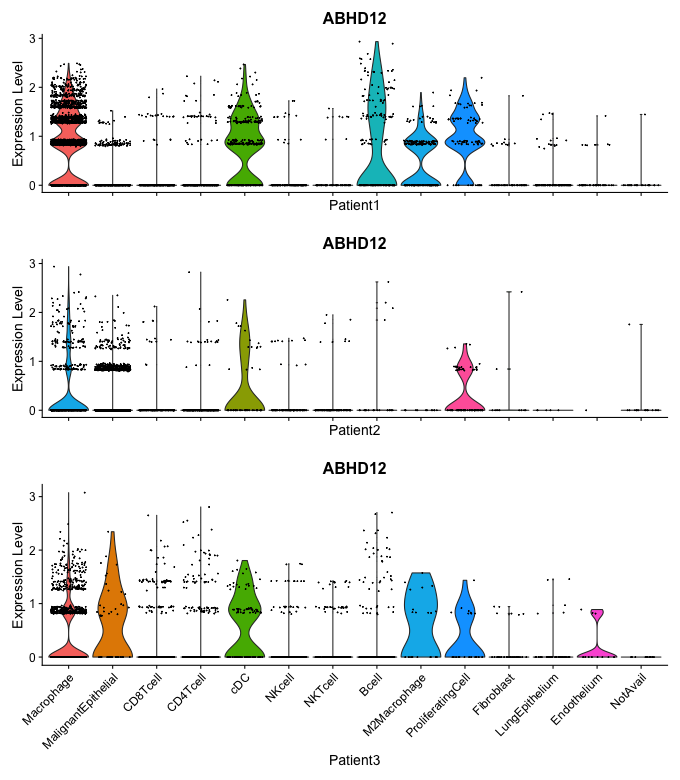 ABHD12
Expression Level
3
2
1
0
Patient1
ABHD12
Expression Level
3
2
1
0
Patient2
ABHD12
Expression Level
3
2
1
0
Macrophage
MalignantEpithelial
CD8Tcell
CD4Tcell
cDC
NKcell
NKTcell
Bcell
M2Macrophage
ProliferatingCell
Fibroblast
LungEpithelium
Endothelium
NotAvail
Patient3